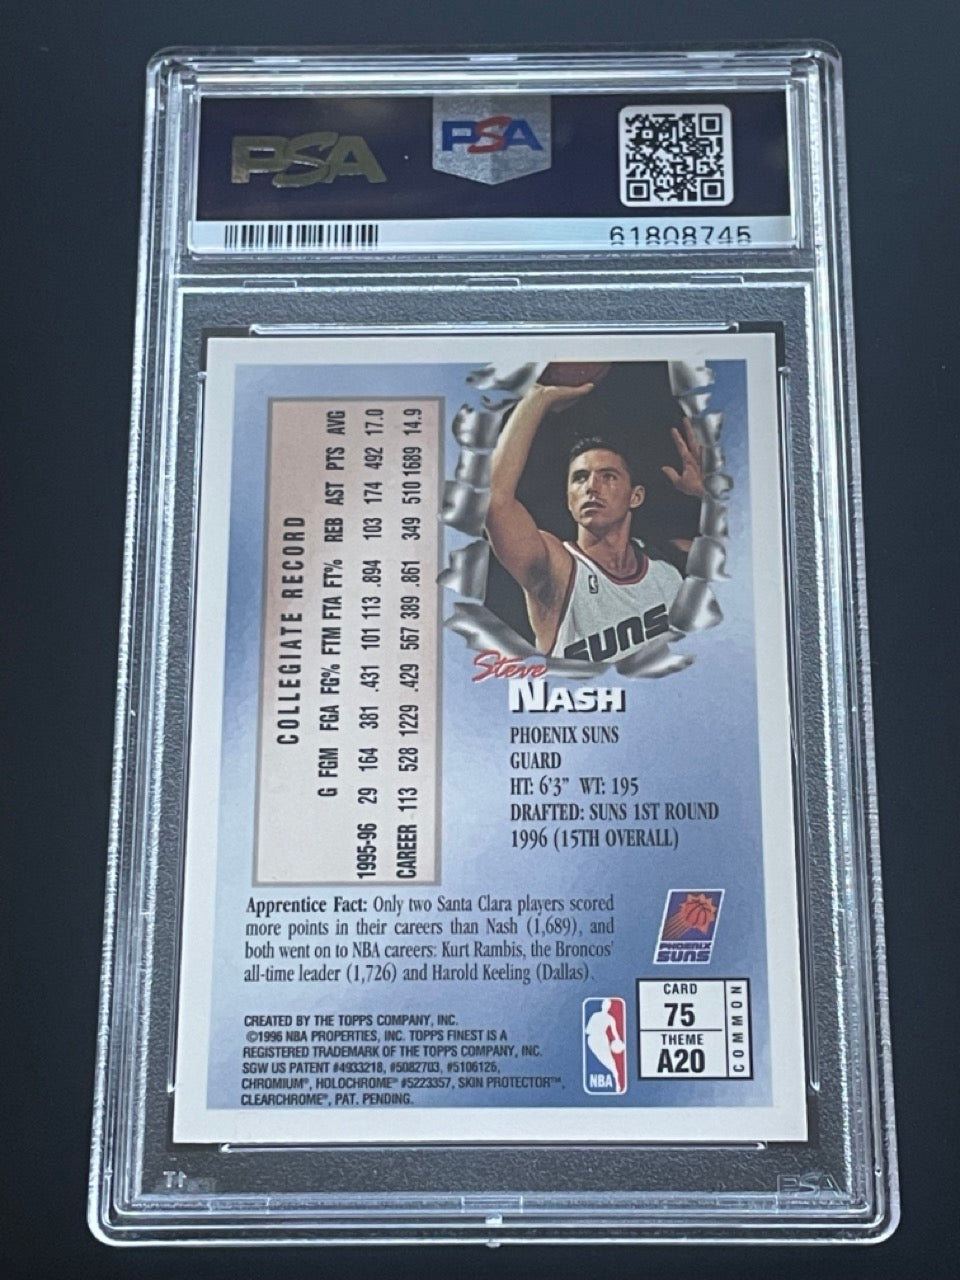 PSA
PSA
61808745
COLLEGIATE RECORD
G FGM FGA FG% FTM FTA FT% REB AST PTS AVG
1995-96 29 164 381 .431 101 113 .894 103 174 492 17.0
CAREER 113 528 1229 .429 567 389 .861 349 510 1689 14.9
SUNS
Steve
NASH
PHOENIX SUNS
GUARD
HT: 6'3" WT: 195
DRAFTED: SUNS 1ST ROUND
1996 (15TH OVERALL)
Apprentice Fact: Only two Santa Clara players scored
more points in their careers than Nash (1,689), and
both went on to NBA careers: Kurt Rambis, the Broncos'
all-time leader (1,726) and Harold Keeling (Dallas).
PHOENIX
SUNS
CREATED BY THE TOPPS COMPANY, INC.
©1996 NBA PROPERTIES, INC. TOPPS FINEST IS A
REGISTERED TRADEMARK OF THE TOPPS COMPANY, INC.
SGW US PATENT #4933218, #5082703, #5106126,
CHROMIUM®, HOLOCHROME® #5223357, SKIN PROTECTOR™,
CLEARCHROME®, PAT. PENDING.
NBA
CARD
75
THEME
A20
COMMON
PSA